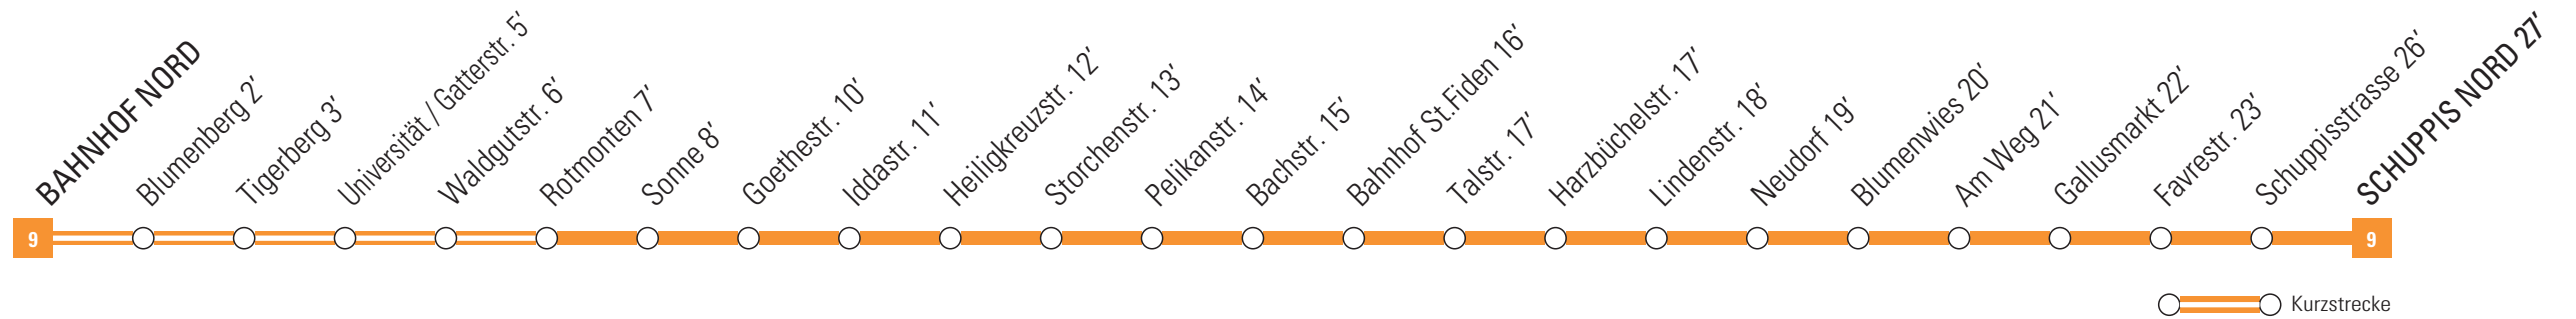 BAHNHOF NORD
Blumenberg 2'
Tigerberg 3'
Universität / Gatterstr. 5'
Waldgutstr. 6'
Rotmonten 7'
Sonne 8'
Goethestr. 10'
Iddastr. 11'
Heiligkreuzstr. 12'
Storchenstr. 13'
Pelikanstr. 14'
Bachstr. 15'
Bahnhof St.Fiden 16'
Talstr. 17'
Harzbüchelstr. 17'
Lindenstr. 18'
Neudorf 19'
Blumenwies 20'
Am Weg 21'
Gallusmarkt 22'
Favrestr. 23'
Schuppisstrasse 26'
SCHUPPIS NORD 27'
9
9
Kurzstrecke